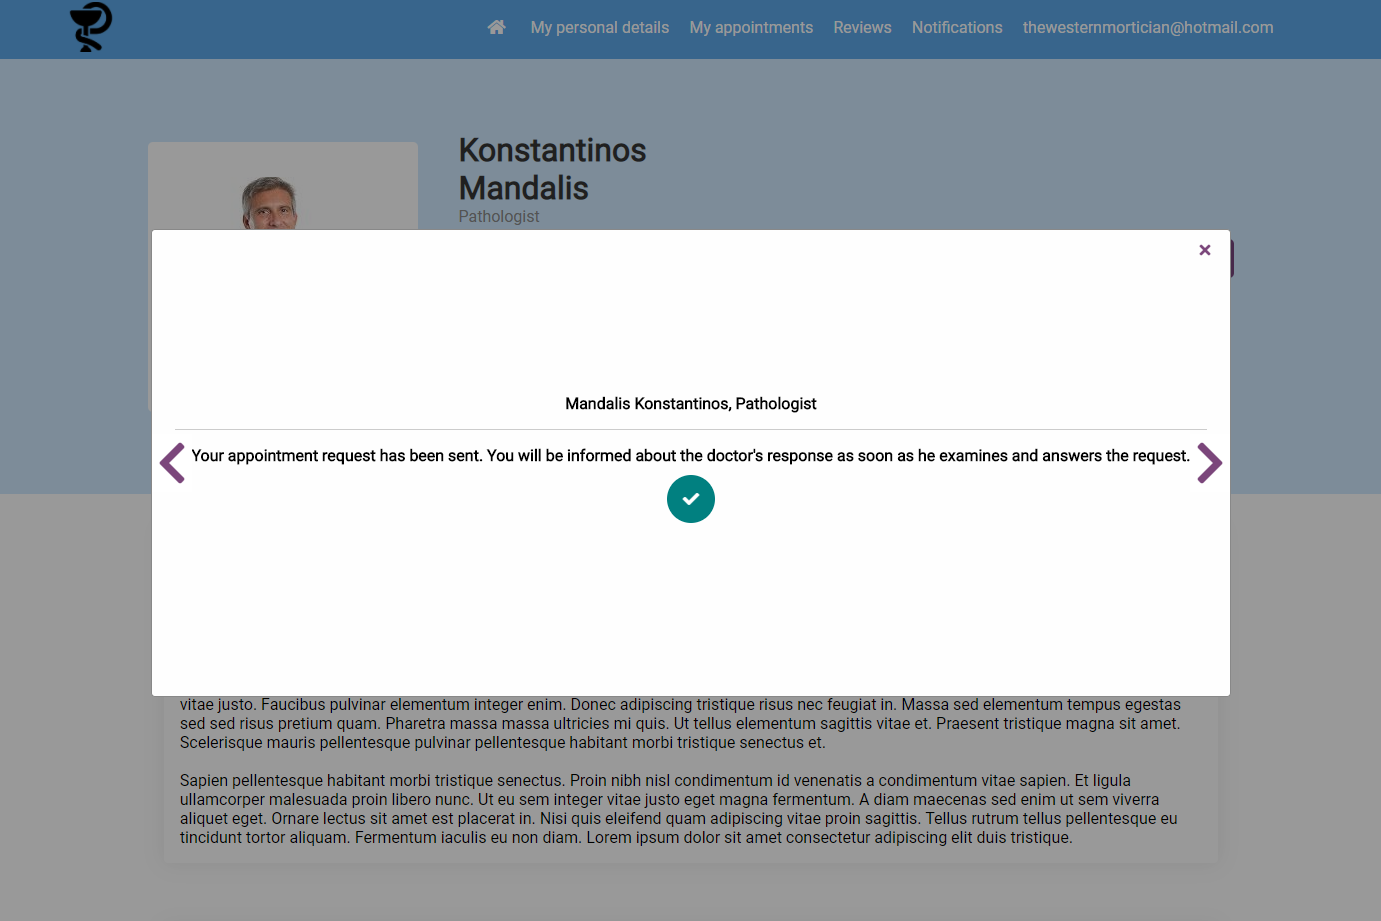 My personal details My appointments Reviews Notifications thewesternmortician@hotmail.com
Konstantinos
Mandalis
Pathologist
Mandalis Konstantinos, Pathologist
Your appointment request has been sent. You will be informed about the doctor's response as soon as he examines and answers the request.
vitae justo. Faucibus pulvinar elementum integer enim. Donec adipiscing tristique risus nec feugiat in. Massa sed elementum tempus egestas
sed sed risus pretium quam. Pharetra massa massa ultricies mi quis. Ut tellus elementum sagittis vitae et. Praesent tristique magna sit amet.
Scelerisque mauris pellentesque pulvinar pellentesque habitant morbi tristique senectus et.
Sapien pellentesque habitant morbi tristique senectus. Proin nibh nisl condimentum id venenatis a condimentum vitae sapien. Et ligula
ullamcorper malesuada proin libero nunc. Ut eu sem integer vitae justo eget magna fermentum. A diam maecenas sed enim ut sem viverra
aliquet eget. Ornare lectus sit amet est placerat in. Nisi quis eleifend quam adipiscing vitae proin sagittis. Tellus rutrum tellus pellentesque eu
tincidunt tortor aliquam. Fermentum iaculis eu non diam. Lorem ipsum dolor sit amet consectetur adipiscing elit duis tristique.